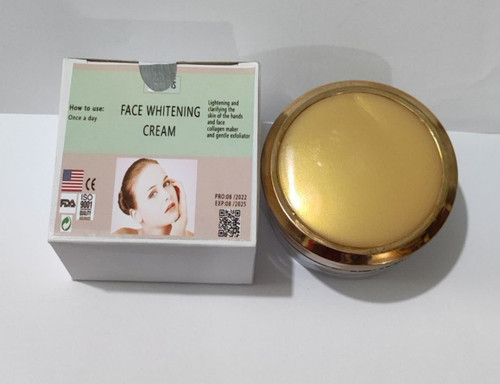 How to use:
Once a day
FACE WHITENING
CREAM
Lightening and
clarifying the
skin of the hands
and face
collagen maker
and gentle exfoliator
CE
FDA
ISO
9001
PRO:08 /2022
EXP:08 /2025